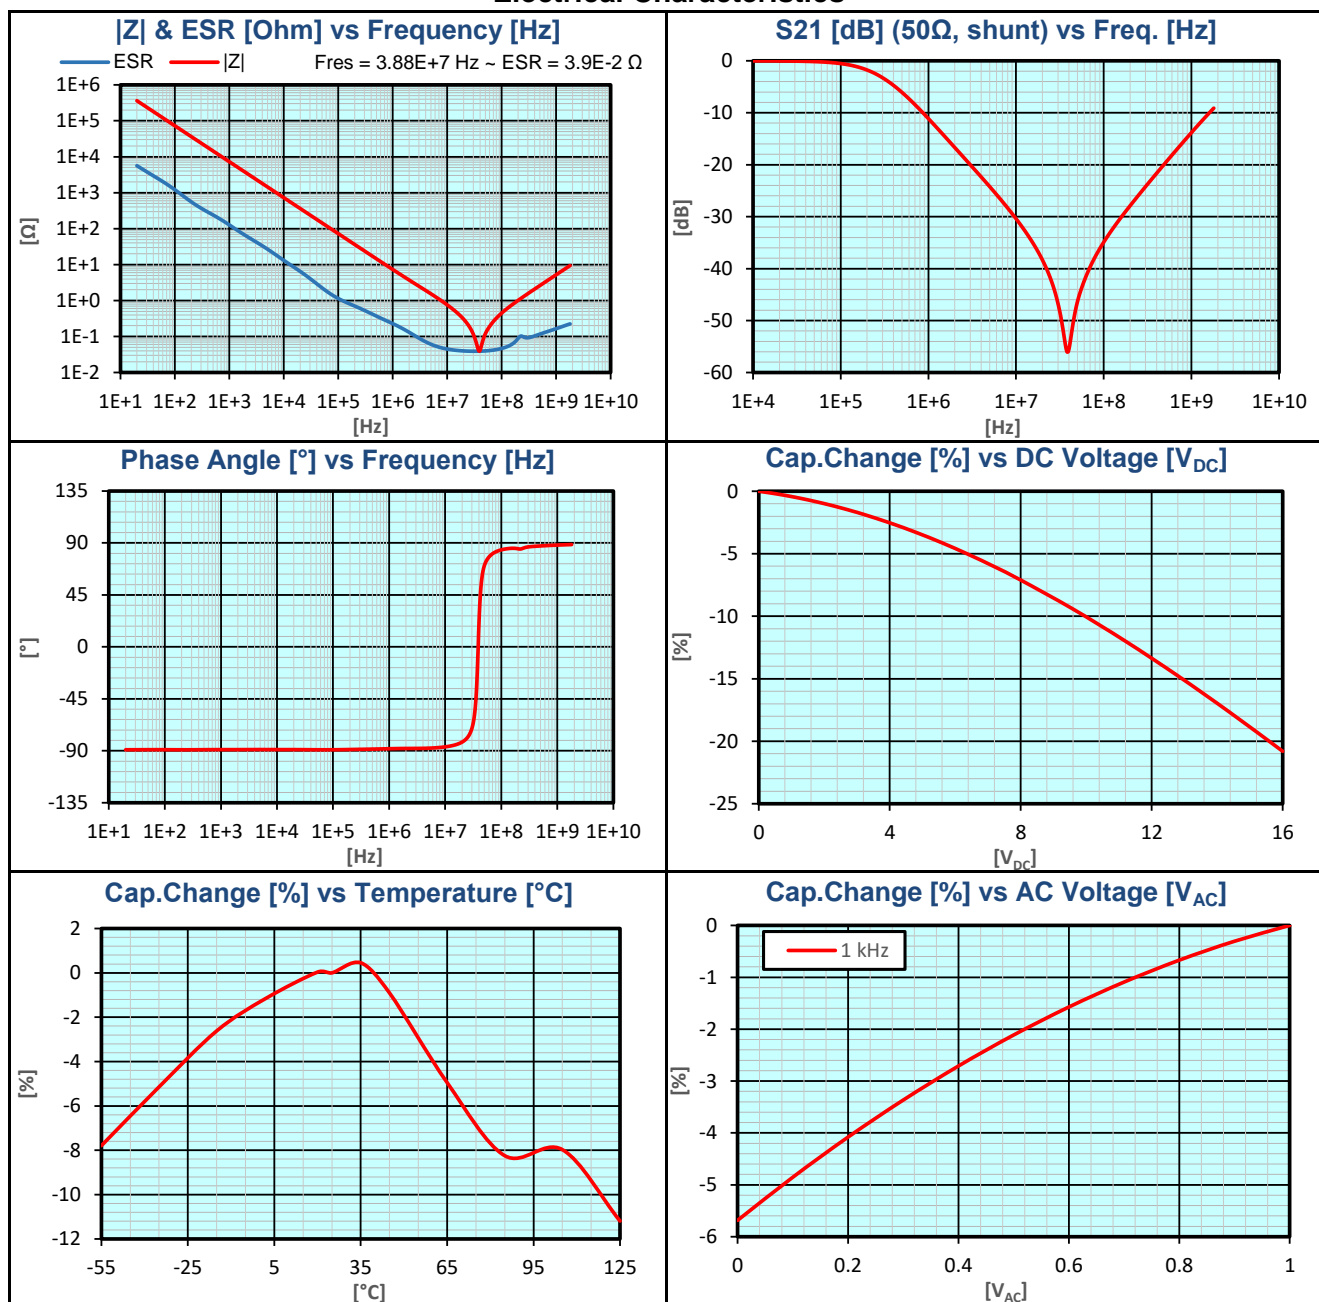 Electrical Characteristics
|Z| & ESR [Ohm] vs Frequency [Hz]
ESR |Z| Fres = 3.88E+7 Hz ~ ESR = 3.9E-2 Ω
1E+6
1E+5
1E+4
1E+3
1E+2
1E+1
1E+0
1E-1
1E-2
[Ω]
1E+1 1E+2 1E+3 1E+4 1E+5 1E+6 1E+7 1E+8 1E+9 1E+10
[Hz]
S21 [dB] (50Ω, shunt) vs Freq. [Hz]
0
-10
-20
-30
-40
-50
-60
[dB]
1E+4 1E+5 1E+6 1E+7 1E+8 1E+9 1E+10
[Hz]
Phase Angle [°] vs Frequency [Hz]
135
90
45
0
-45
-90
-135
[°]
1E+1 1E+2 1E+3 1E+4 1E+5 1E+6 1E+7 1E+8 1E+9 1E+10
[Hz]
Cap.Change [%] vs DC Voltage [VDC]
0
-5
-10
-15
-20
-25
[%]
0 4 8 12 16
[VDC]
Cap.Change [%] vs Temperature [°C]
2
0
-2
-4
-6
-8
-10
-12
[%]
-55 -25 5 35 65 95 125
[°C]
Cap.Change [%] vs AC Voltage [VAC]
1 kHz
0
-1
-2
-3
-4
-5
-6
[%]
0 0.2 0.4 0.6 0.8 1
[VAC]